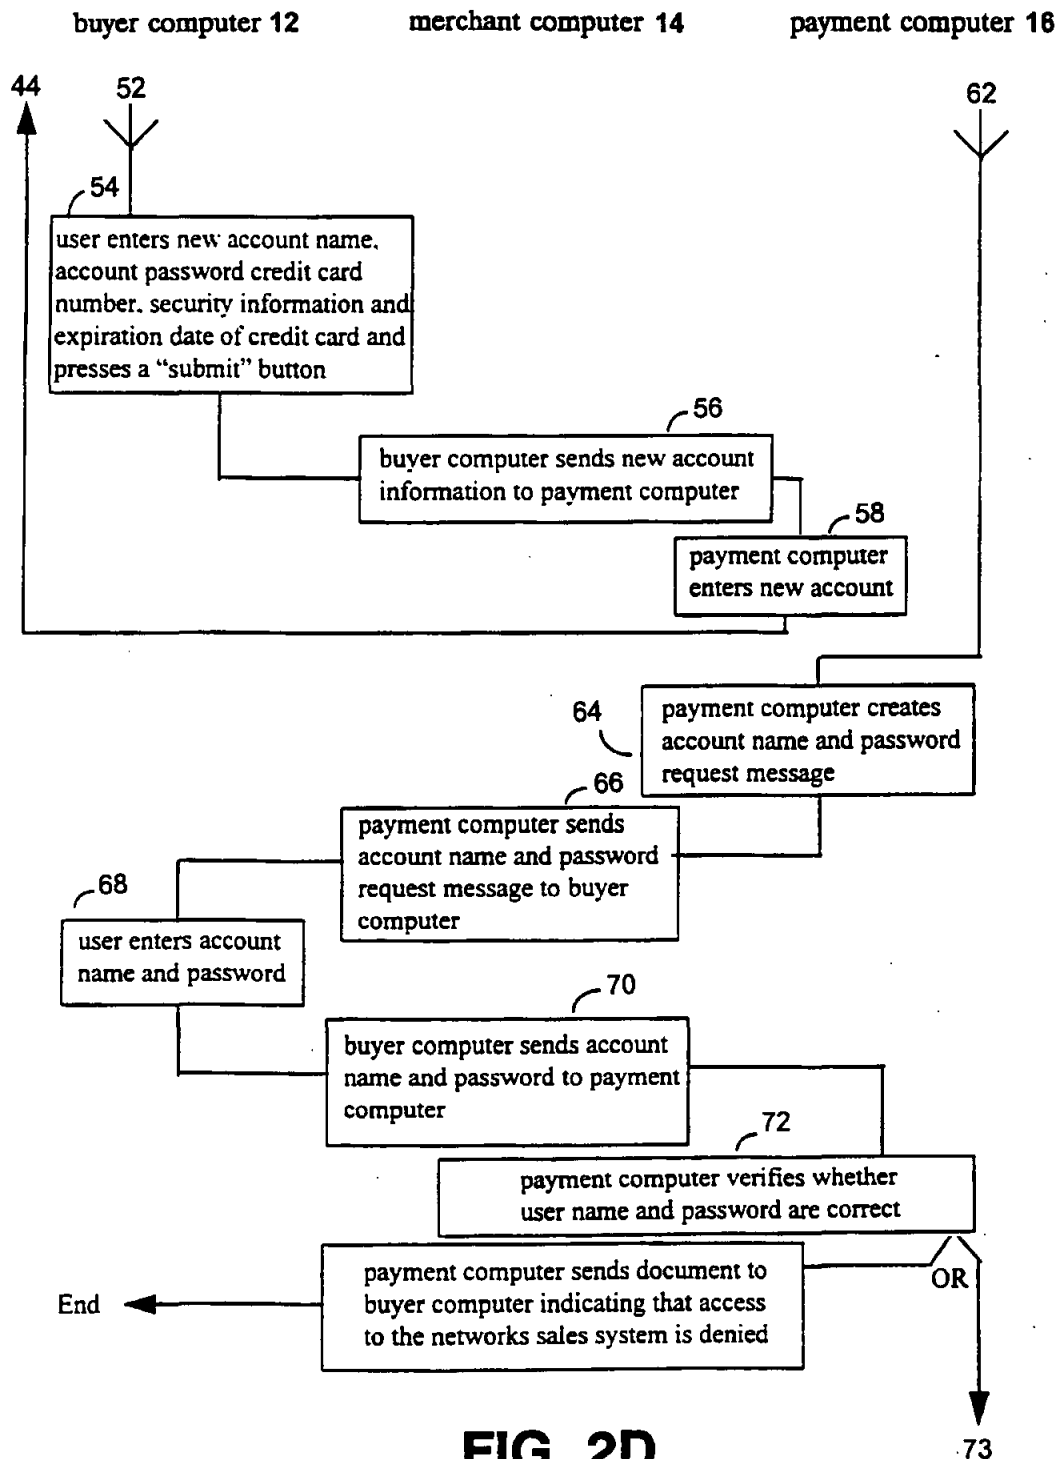 buyer computer 12 merchant computer 14 payment computer 16
44 52 62
54
user enters new account name,
account password credit card
number, security information and
expiration date of credit card and
presses a “submit” button
56
buyer computer sends new account
information to payment computer
58
payment computer
enters new account
64
payment computer creates
account name and password
request message
66
payment computer sends
account name and password
request message to buyer
computer
68
user enters account
name and password
70
buyer computer sends account
name and password to payment
computer
72
payment computer verifies whether
user name and password are correct
OR
payment computer sends document to
buyer computer indicating that access
to the networks sales system is denied
End
73
FIG. 2D